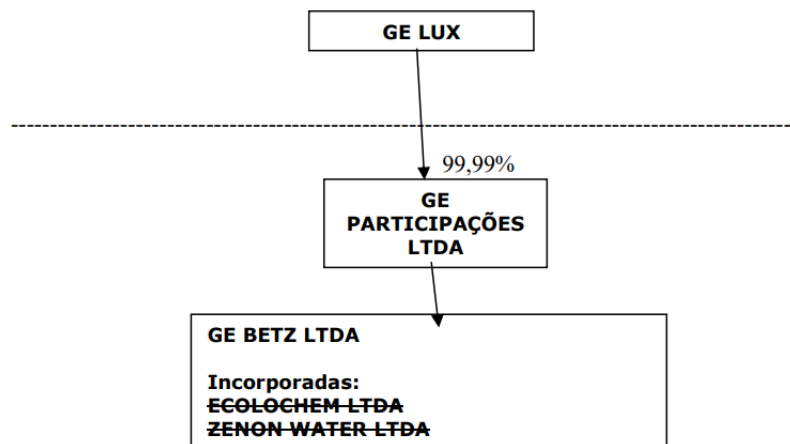 GE LUX
99,99%
GE
PARTICIPAÇÕES
LTDA
GE BETZ LTDA
Incorporadas:
ECOLOCHEM LTDA
ZENON WATER LTDA